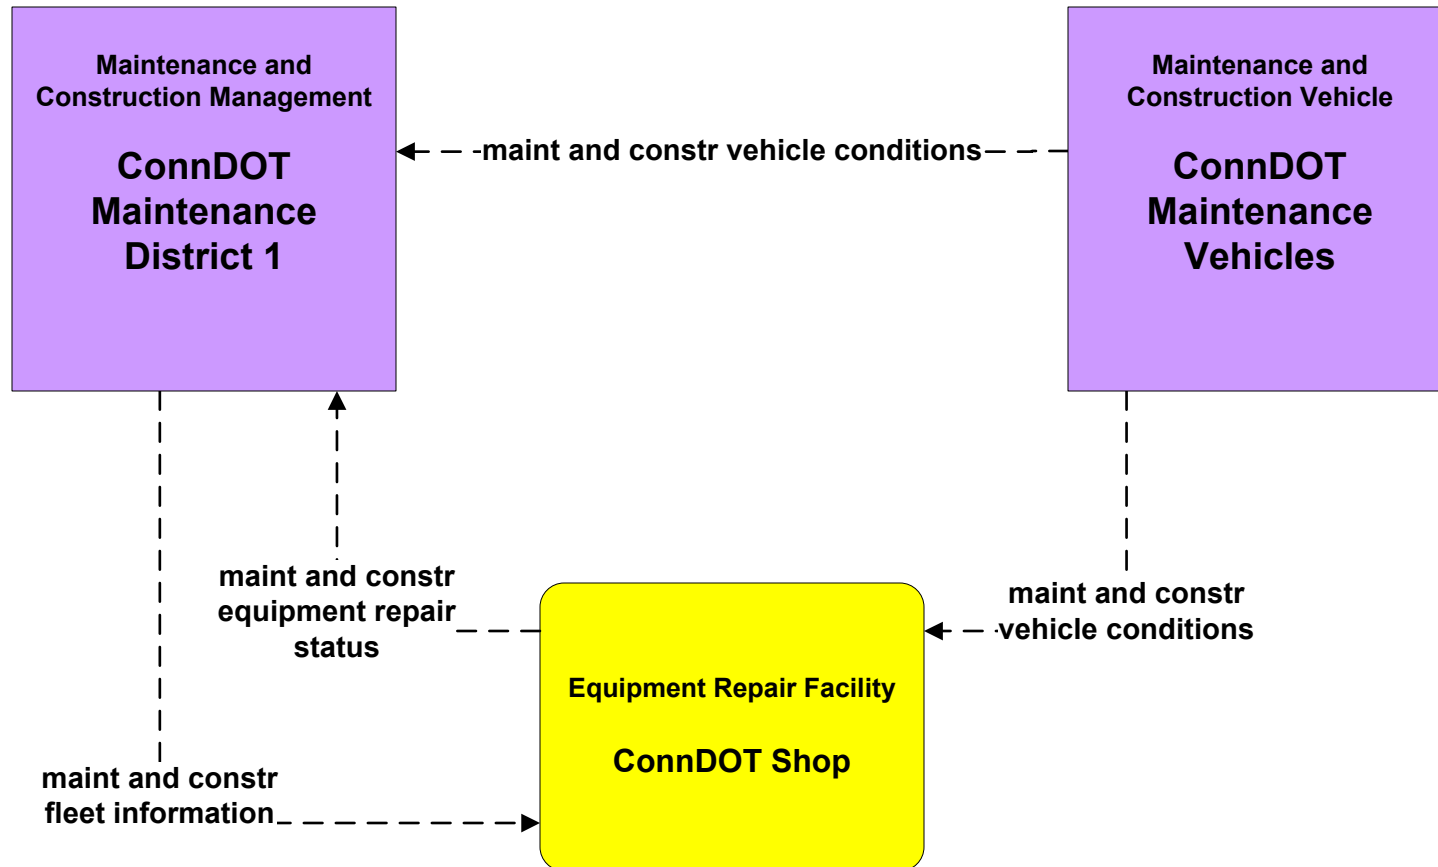 Maintenance and
Construction Management
ConnDOT
Maintenance
District 1
maint and constr vehicle conditions
Maintenance and
Construction Vehicle
ConnDOT
Maintenance
Vehicles
maint and constr
equipment repair
status
maint and constr
vehicle conditions
Equipment Repair Facility
ConnDOT Shop
maint and constr
fleet information